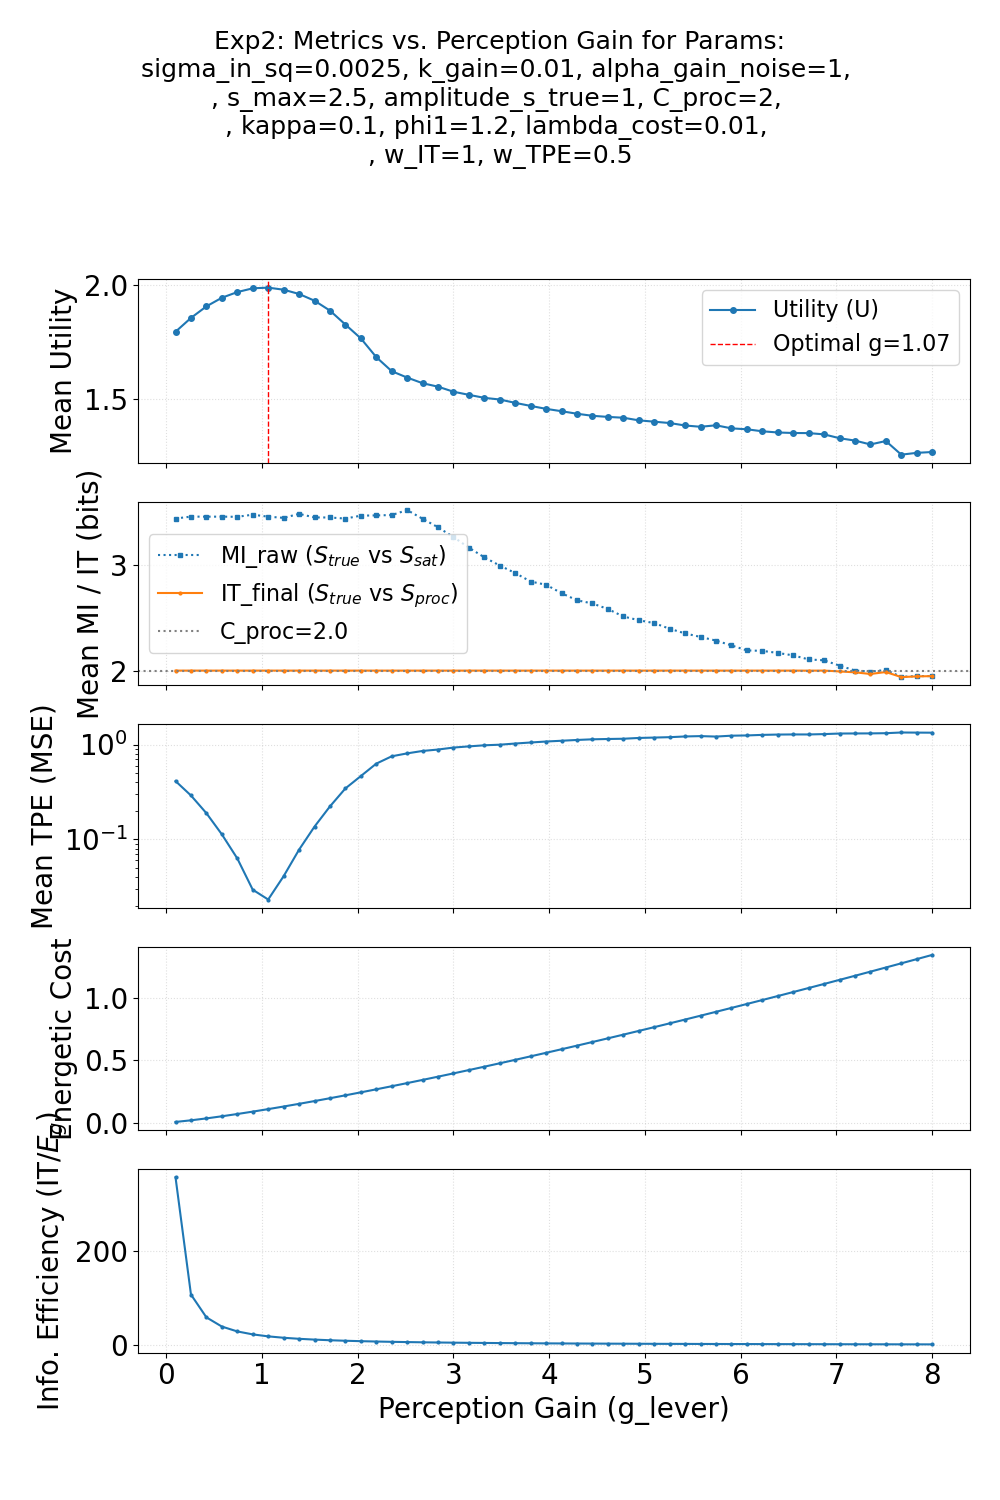 Exp2: Metrics vs. Perception Gain for Params:
sigma_in_sq=0.0025, k_gain=0.01, alpha_gain_noise=1,
, s_max=2.5, amplitude_s_true=1, C_proc=2,
, kappa=0.1, phi1=1.2, lambda_cost=0.01,
, w_IT=1, w_TPE=0.5
Mean Utility
2.0
1.5
Utility (U)
Optimal g=1.07
Mean MI / IT (bits)
3
2
MI_raw (S_true vs S_sat)
IT_final (S_true vs S_proc)
C_proc=2.0
Mean TPE (MSE)
10⁰
10⁻¹
Energetic Cost
1.0
0.5
0.0
Info. Efficiency (IT/E_g)
200
0
0 1 2 3 4 5 6 7 8
Perception Gain (g_lever)